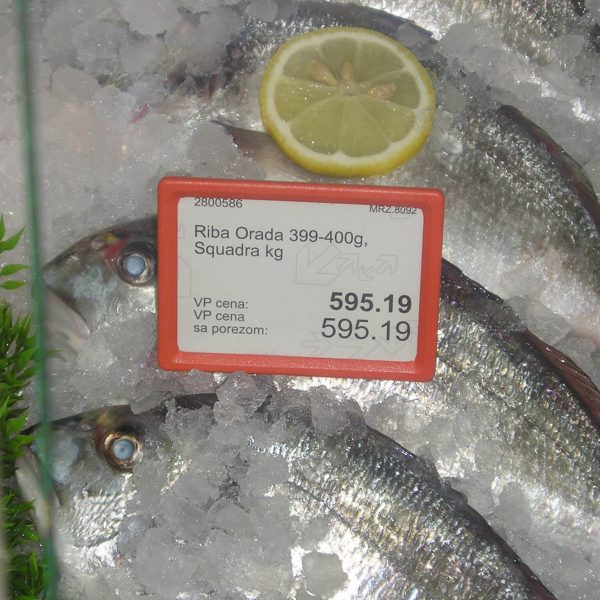 2800586 MRZ.8092
Riba Orada 399-400g,
Squadra kg
VP cena: 595.19
VP cena
sa porezom: 595.19